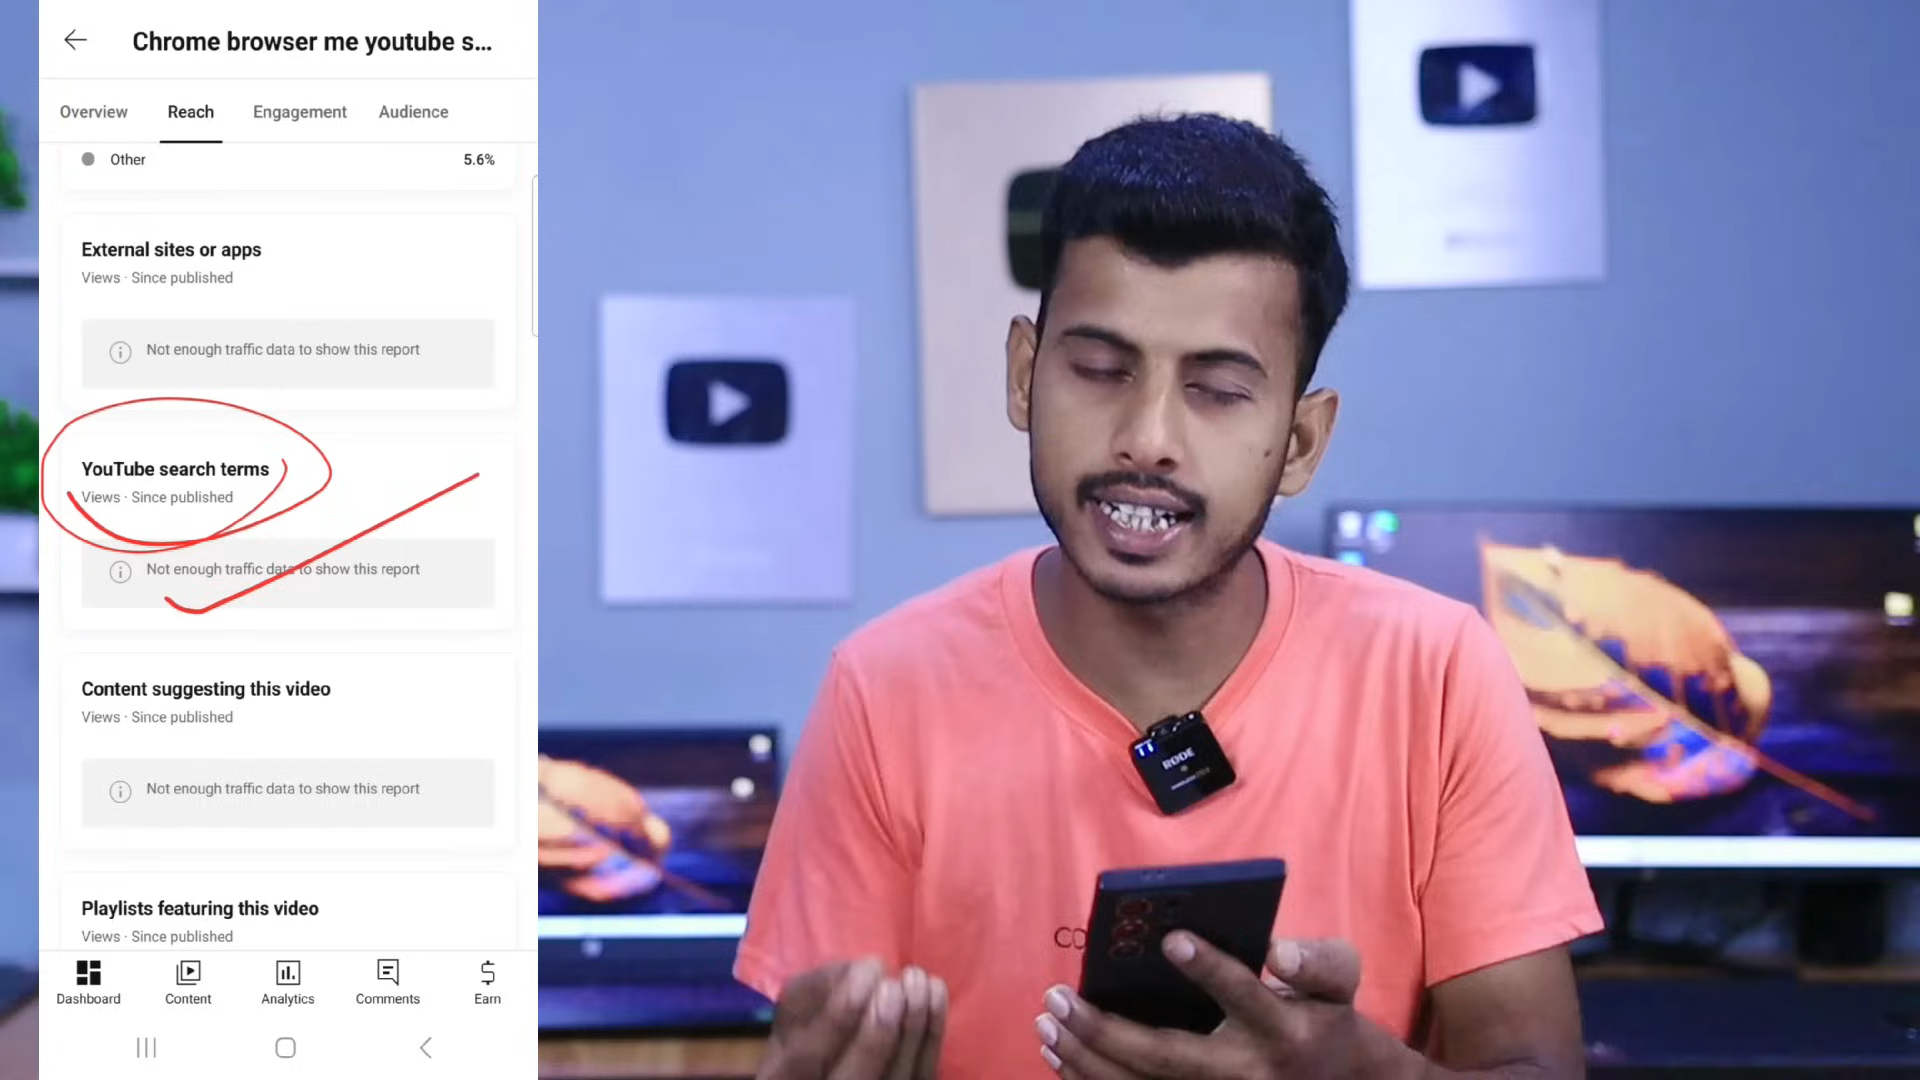 Chrome browser me youtube s...
Overview Reach Engagement Audience
Other 5.6%
External sites or apps
Views · Since published
Not enough traffic data to show this report
YouTube search terms
Views · Since published
Not enough traffic data to show this report
Content suggesting this video
Views · Since published
Not enough traffic data to show this report
Playlists featuring this video
Views · Since published
Dashboard Content Analytics Comments Earn
RØDE
CO